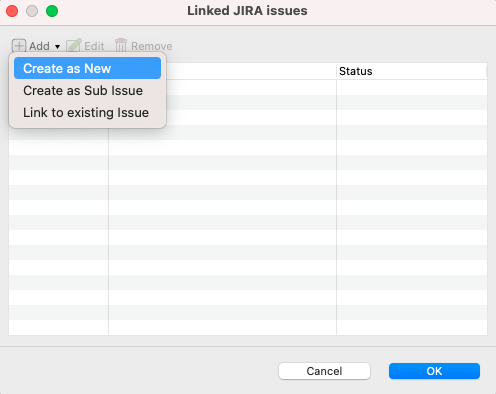 Linked JIRA issues
Add Edit Remove
Create as New
Status
Create as Sub Issue
Link to existing Issue
Cancel OK